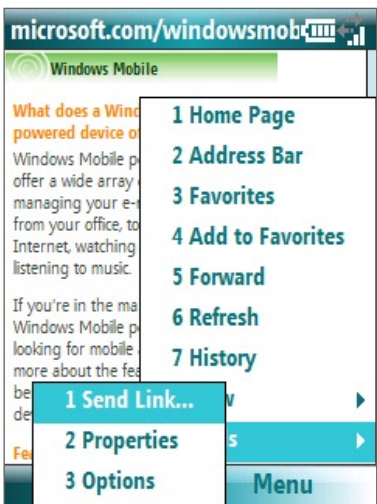 microsoft.com/windowsmob
Windows Mobile
What does a Wind
powered device of
Windows Mobile p
offer a wide array
managing your e-
from your office, to
Internet, watching
listening to music.
If you're in the ma
Windows Mobile p
looking for mobile
more about the fea
be
de
Fea
1 Home Page
2 Address Bar
3 Favorites
4 Add to Favorites
5 Forward
6 Refresh
7 History
w
s
1 Send Link...
2 Properties
3 Options
Menu